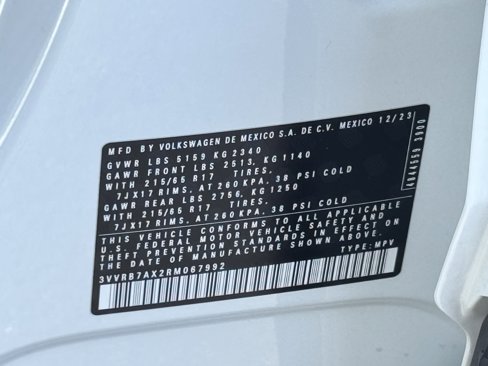 MFD BY VOLKSWAGEN DE MEXICO S.A. DE C.V. MEXICO 12/23
GVWR LBS 5159 KG 2340
GAWR FRONT LBS 2513, KG 1140
WITH 215/65 R17 TIRES,
7JX17 RIMS, AT 260KPA, 38 PSI COLD
GAWR REAR LBS 2756, KG 1250
WITH 215/65 R17 TIRES,
7JX17 RIMS, AT 260 KPA, 38 PSI COLD
THIS VEHICLE CONFORMS TO ALL APPLICABLE
U.S. FEDERAL MOTOR VEHICLE SAFETY AND
THEFT PREVENTION STANDARDS IN EFFECT ON
THE DATE OF MANUFACTURE SHOWN ABOVE.
3VVRB7AX2RM067992 TYPE: MPV